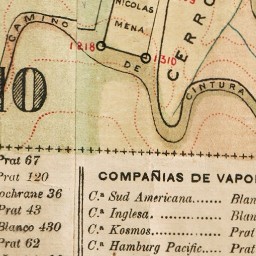 NICOLAS
MENA
CERRO
CAMINO DE CINTURA
1218
1310
10
Prat 67
Prat 120
ochrane 36
Prat 43
Blanco 430
Prat 62
COMPAÑIAS DE VAPO
C.ª Sud Americana...... Blan
C.ª Inglesa............ Blan
C.ª Kosmos............ Prat
C.ª Hamburg Pacific..... Prat